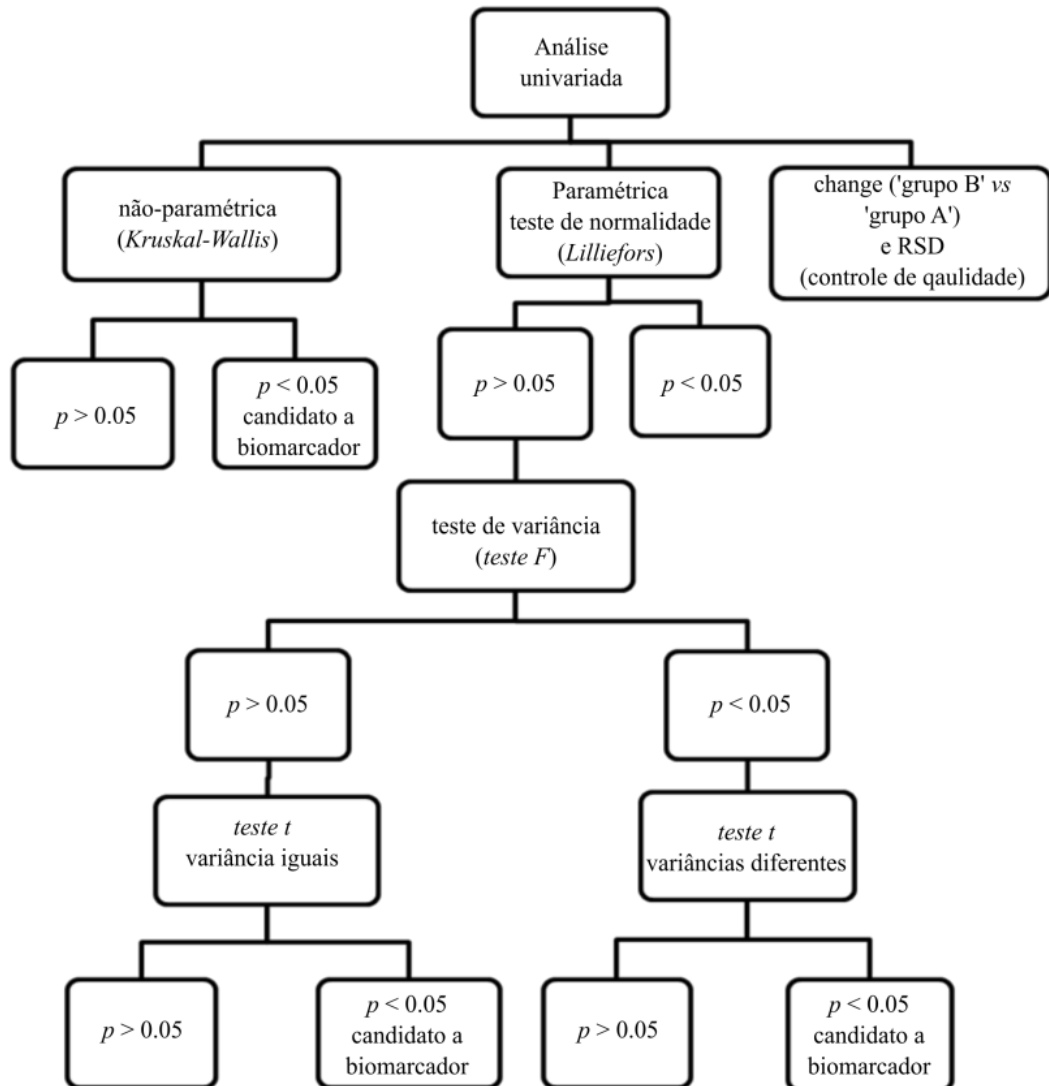 Análise
univariada
não-paramétrica
(Kruskal-Wallis)
Paramétrica
teste de normalidade
(Lilliefors)
change ('grupo B' vs
'grupo A')
e RSD
(controle de qaulidade)
p > 0.05
p < 0.05
candidato a
biomarcador
p > 0.05
p < 0.05
teste de variância
(teste F)
p > 0.05
p < 0.05
teste t
variância iguais
teste t
variâncias diferentes
p > 0.05
p < 0.05
candidato a
biomarcador
p > 0.05
p < 0.05
candidato a
biomarcador